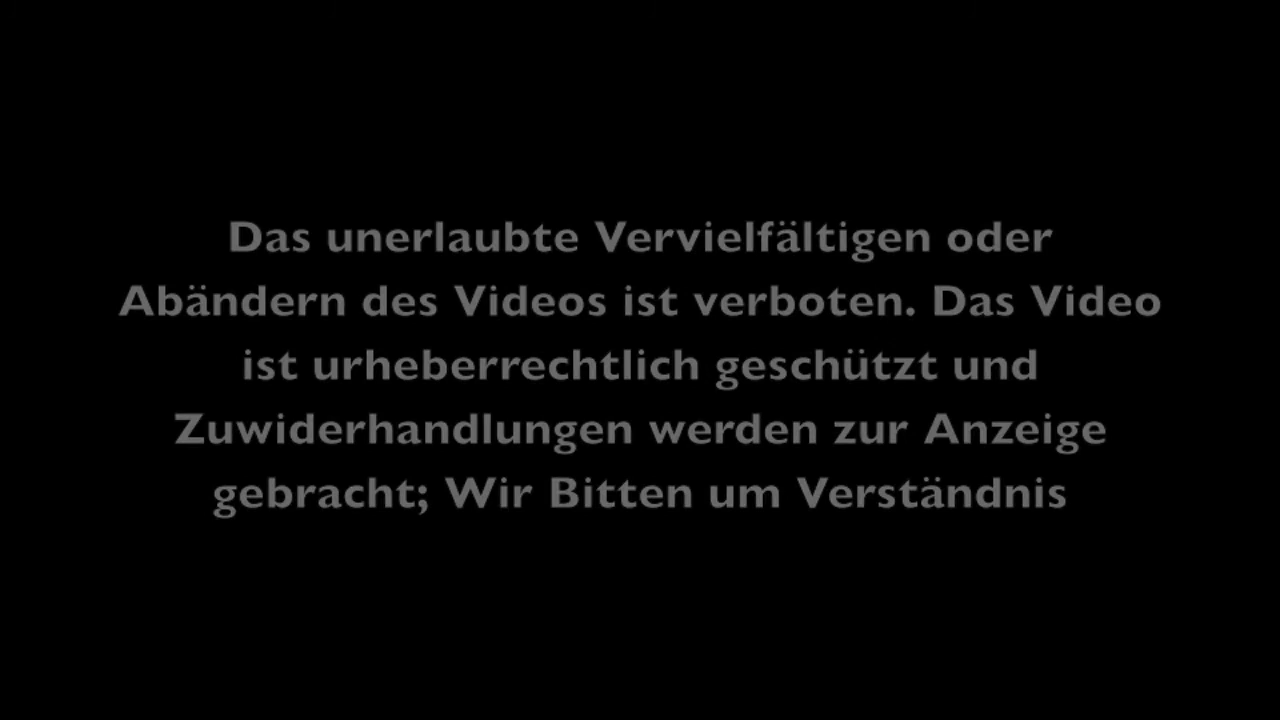 Das unerlaubte Vervielfältigen oder
Abändern des Videos ist verboten. Das Video
ist urheberrechtlich geschützt und
Zuwiderhandlungen werden zur Anzeige
gebracht; Wir Bitten um Verständnis